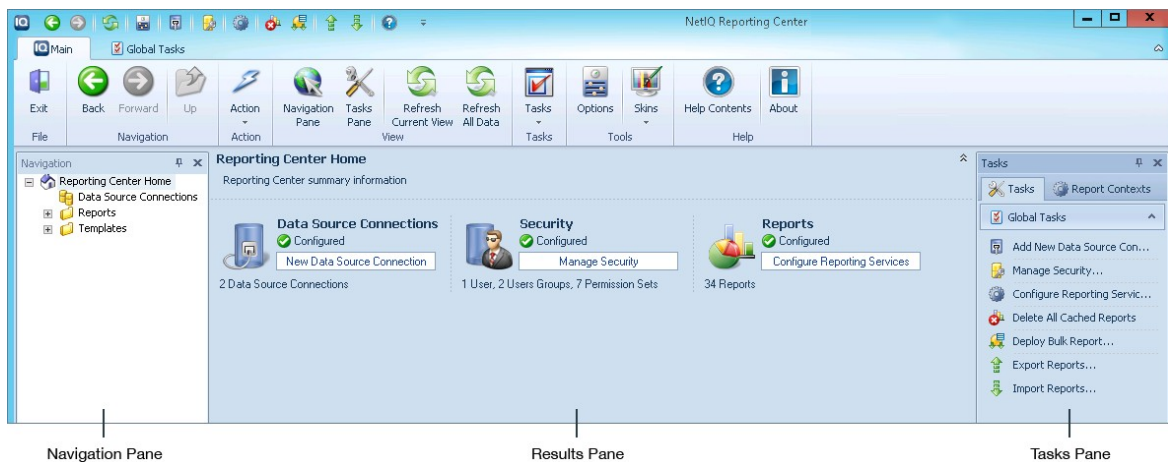 NetIQ Reporting Center
IQ Main Global Tasks
Exit Back Forward Up Action Navigation Pane Tasks Pane Refresh Current View Refresh All Data Tasks Options Skins Help Contents About
File Navigation Action View Tasks Tools Help
Navigation
Reporting Center Home
Data Source Connections
Reports
Templates
Reporting Center Home
Reporting Center summary information
Data Source Connections
Configured
New Data Source Connection
2 Data Source Connections
Security
Configured
Manage Security
1 User, 2 Users Groups, 7 Permission Sets
Reports
Configured
Configure Reporting Services
34 Reports
Tasks
Tasks Report Contexts
Global Tasks
Add New Data Source Con...
Manage Security...
Configure Reporting Servic...
Delete All Cached Reports
Deploy Bulk Report...
Export Reports...
Import Reports...
Navigation Pane
Results Pane
Tasks Pane